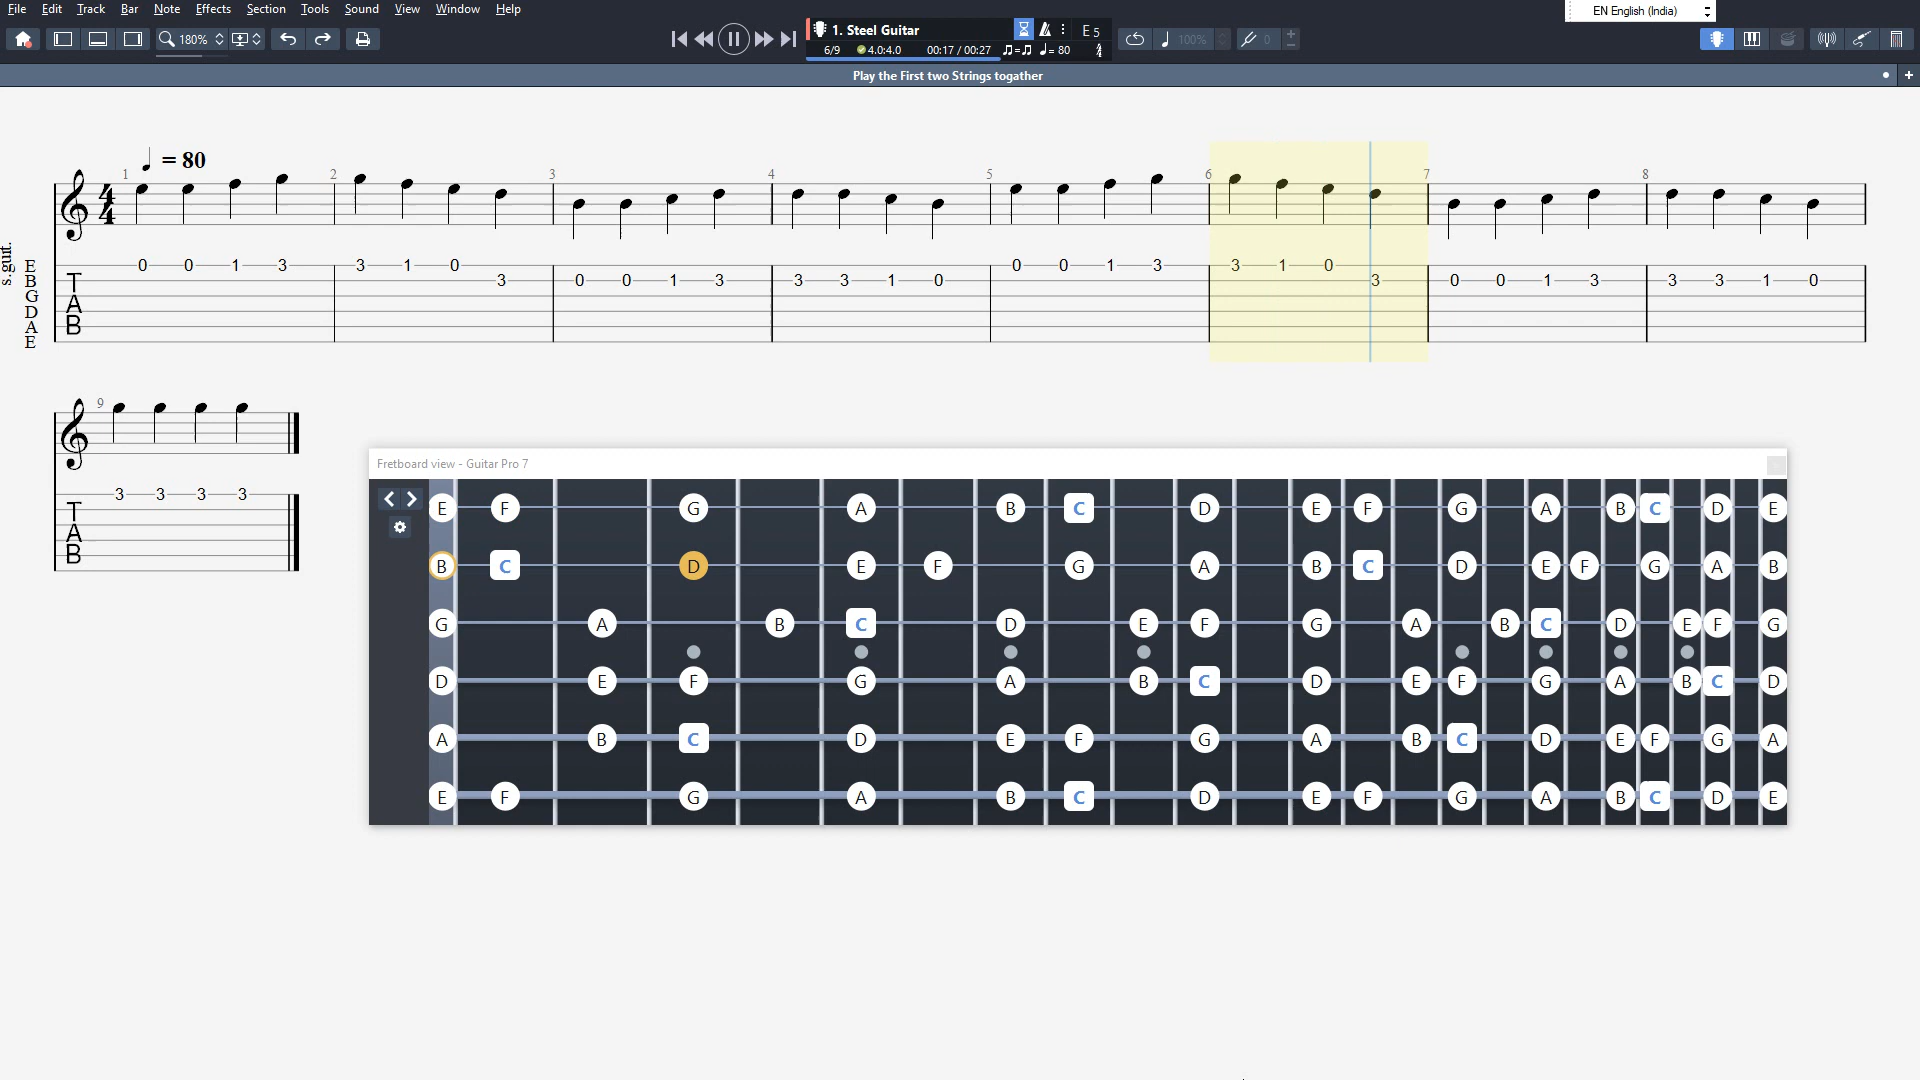 File Edit Track Bar Note Effects Section Tools Sound View Window Help
EN English (India)
180%
1. Steel Guitar
E 5
6/9 4.0:4.0 00:17 / 00:27 = 80
100%
0
Play the First two Strings togather
= 80
1 2 3 4 5 6 7 8
4
4
s.guit.
E 0 0 1 3 3 1 0 0 0 1 3 3 1 0
B 3 0 0 1 3 3 3 1 0 3 0 0 1 3 3 3 1 0
G
D
A
E
T
A
B
9
3 3 3 3
T
A
B
Fretboard view - Guitar Pro 7
E F G A B C D E F G A B C D E
B C D E F G A B C D E F G A B
G A B C D E F G A B C D E F G
D E F G A B C D E F G A B C D
A B C D E F G A B C D E F G A
E F G A B C D E F G A B C D E